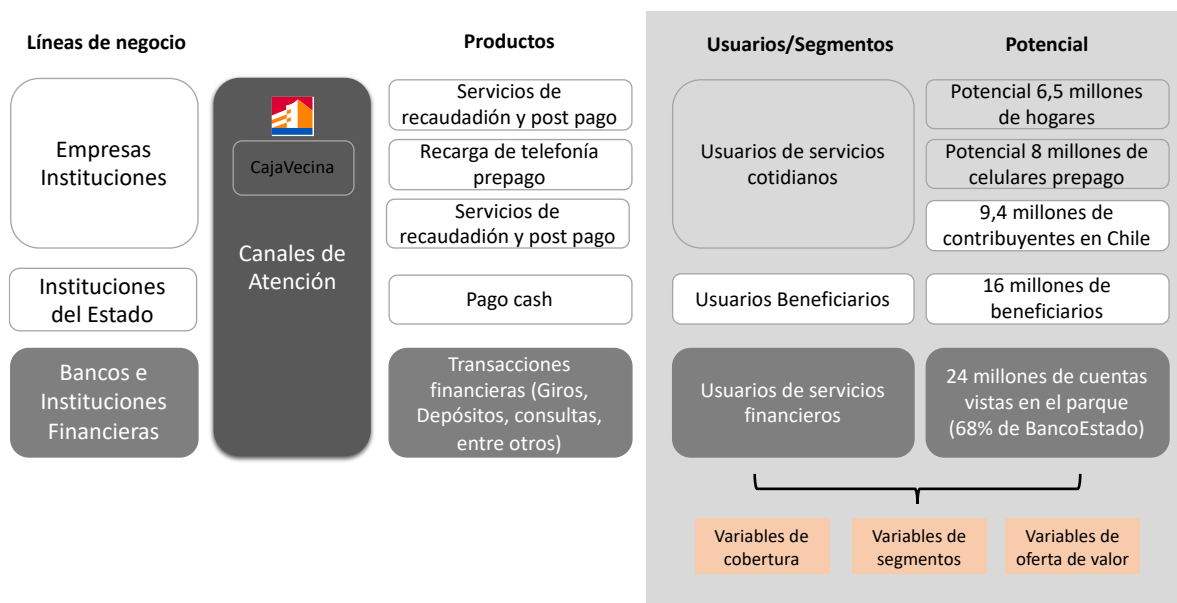 Líneas de negocio
Productos
Usuarios/Segmentos
Potencial
Empresas
Instituciones
CajaVecina
Canales de
Atención
Servicios de
recaudadión y post pago
Recarga de telefonía
prepago
Servicios de
recaudadión y post pago
Usuarios de servicios
cotidianos
Potencial 6,5 millones
de hogares
Potencial 8 millones de
celulares prepago
9,4 millones de
contribuyentes en Chile
Instituciones
del Estado
Pago cash
Usuarios Beneficiarios
16 millones de
beneficiarios
Bancos e
Instituciones
Financieras
Transacciones
financieras (Giros,
Depósitos, consultas,
entre otros)
Usuarios de servicios
financieros
24 millones de cuentas
vistas en el parque
(68% de BancoEstado)
Variables de
cobertura
Variables de
segmentos
Variables de
oferta de valor